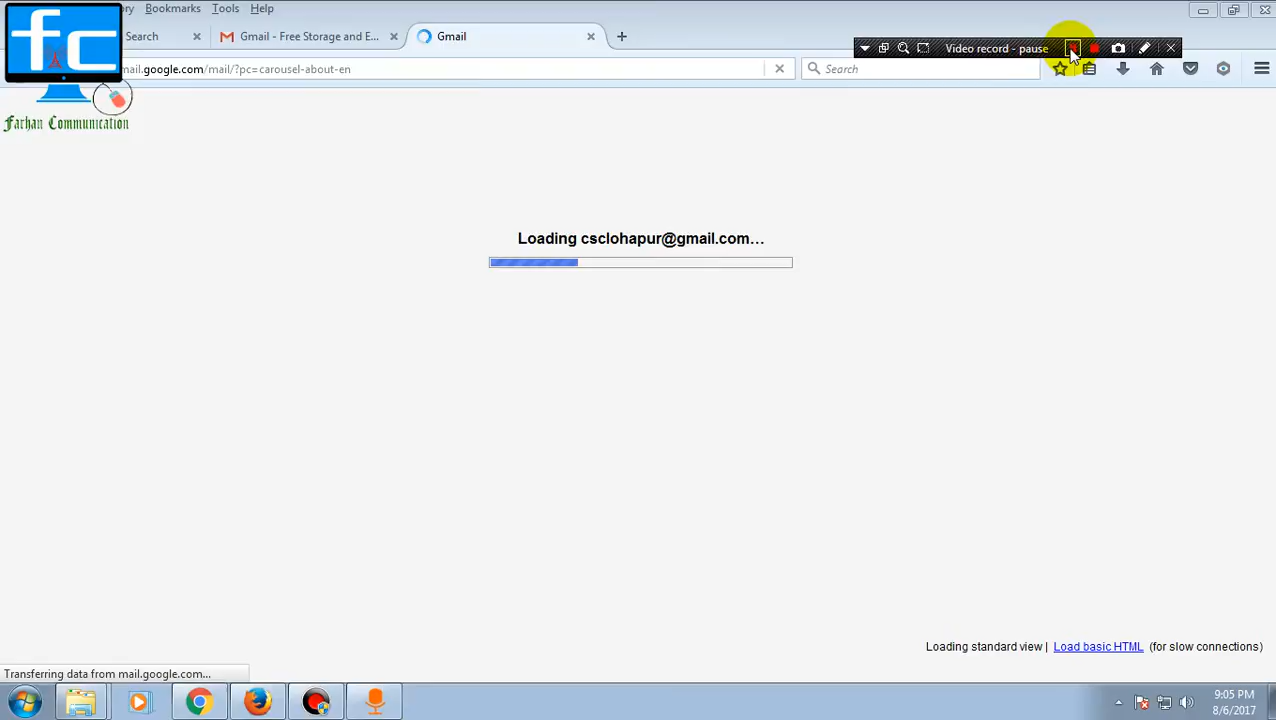 ory Bookmarks Tools Help
fc
Search
Gmail - Free Storage and E...
Gmail
Video record - pause
mail.google.com/mail/?pc=carousel-about-en
Search
Farhan Communication
Loading csclohapur@gmail.com...
Loading standard view | Load basic HTML (for slow connections)
Transferring data from mail.google.com...
9:05 PM
8/6/2017